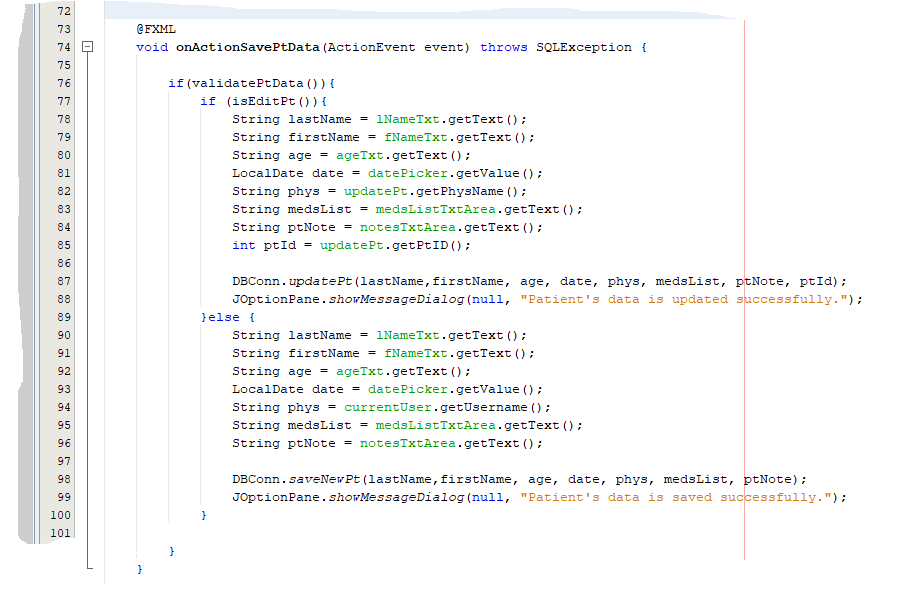 72
73 @FXML
74 void onActionSavePtData(ActionEvent event) throws SQLException {
75
76 if(validatePtData()){
77 if (isEditPt()){
78 String lastName = lNameTxt.getText();
79 String firstName = fNameTxt.getText();
80 String age = ageTxt.getText();
81 LocalDate date = datePicker.getValue();
82 String phys = updatePt.getPhysName();
83 String medsList = medsListTxtArea.getText();
84 String ptNote = notesTxtArea.getText();
85 int ptId = updatePt.getPtID();
86
87 DBConn.updatePt(lastName,firstName, age, date, phys, medsList, ptNote, ptId);
88 JOptionPane.showMessageDialog(null, "Patient's data is updated successfully.");
89 }else {
90 String lastName = lNameTxt.getText();
91 String firstName = fNameTxt.getText();
92 String age = ageTxt.getText();
93 LocalDate date = datePicker.getValue();
94 String phys = currentUser.getUsername();
95 String medsList = medsListTxtArea.getText();
96 String ptNote = notesTxtArea.getText();
97
98 DBConn.saveNewPt(lastName,firstName, age, date, phys, medsList, ptNote);
99 JOptionPane.showMessageDialog(null, "Patient's data is saved successfully.");
100 }
101
}
}